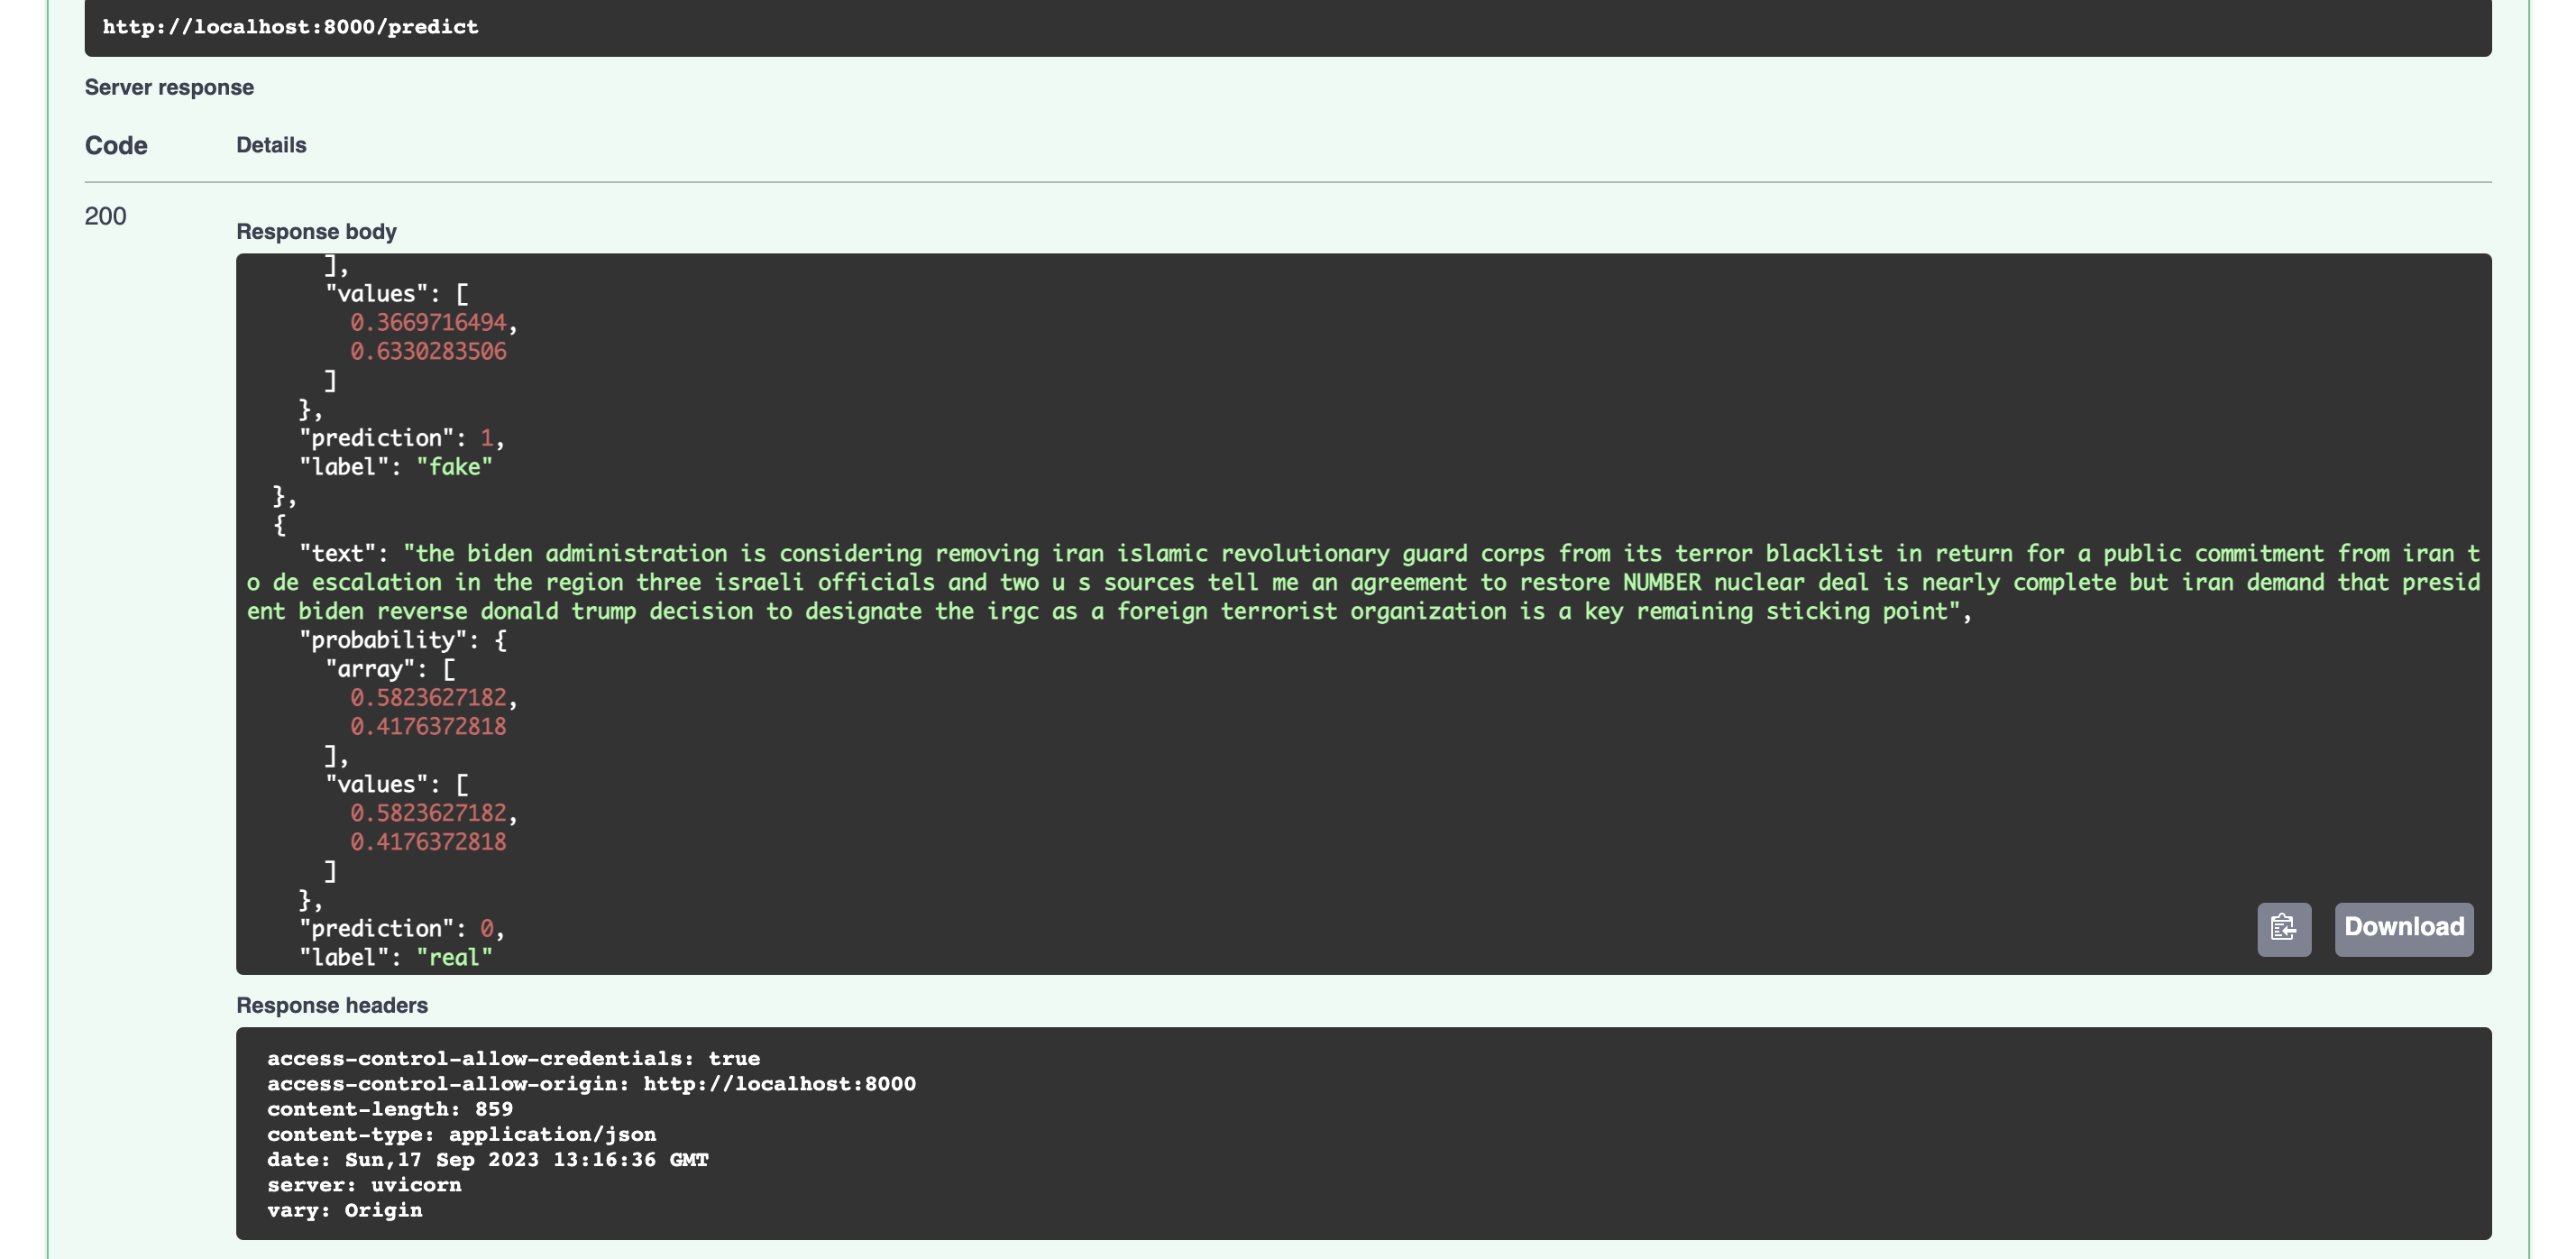 http://localhost:8000/predict
Server response
Code Details
200
Response body
],
"values": [
0.3669716494,
0.6330283506
]
},
"prediction": 1,
"label": "fake"
},
{
"text": "the biden administration is considering removing iran islamic revolutionary guard corps from its terror blacklist in return for a public commitment from iran t
o de escalation in the region three israeli officials and two u s sources tell me an agreement to restore NUMBER nuclear deal is nearly complete but iran demand that presid
ent biden reverse donald trump decision to designate the irgc as a foreign terrorist organization is a key remaining sticking point",
"probability": {
"array": [
0.5823627182,
0.4176372818
],
"values": [
0.5823627182,
0.4176372818
]
},
"prediction": 0,
"label": "real"
Download
Response headers
access-control-allow-credentials: true
access-control-allow-origin: http://localhost:8000
content-length: 859
content-type: application/json
date: Sun,17 Sep 2023 13:16:36 GMT
server: uvicorn
vary: Origin